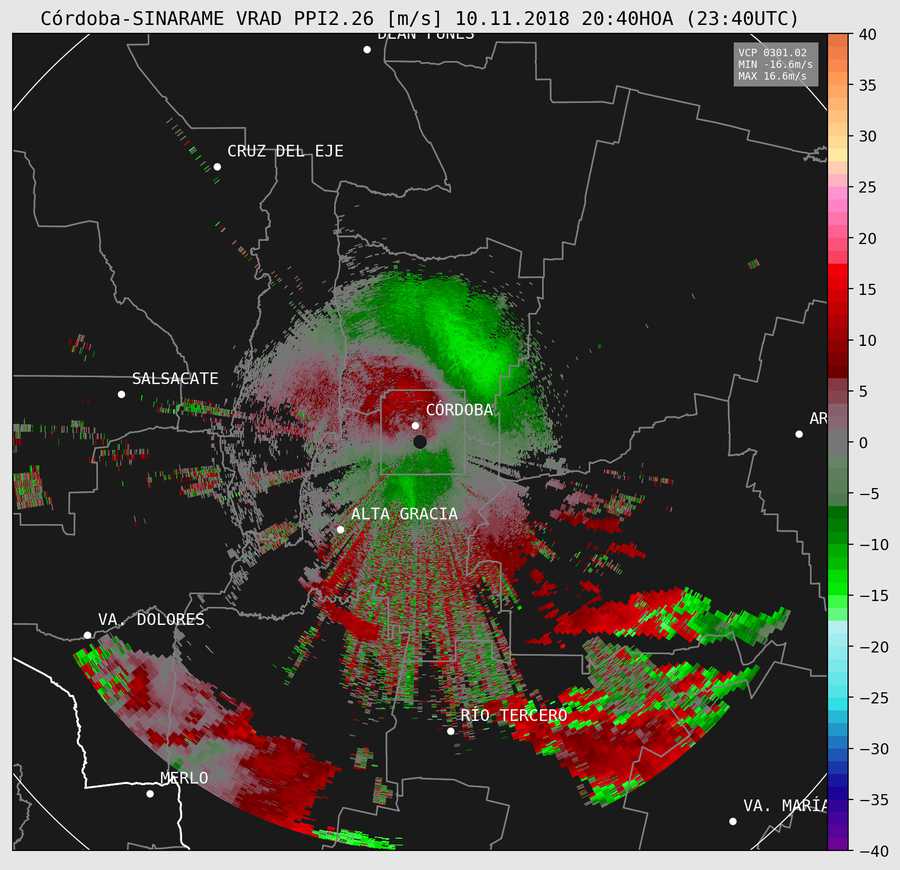 Córdoba-SINARAME VRAD PPI2.26 [m/s] 10.11.2018 20:40HOA (23:40UTC)
DEAN FUNES
VCP 0301.02
MIN -16.6m/s
MAX 16.6m/s
CRUZ DEL EJE
SALSACATE
CÓRDOBA
AR
ALTA GRACIA
VA. DOLORES
RÍO TERCERO
MERLO
VA. MARÍA
40
35
30
25
20
15
10
5
0
−5
−10
−15
−20
−25
−30
−35
−40